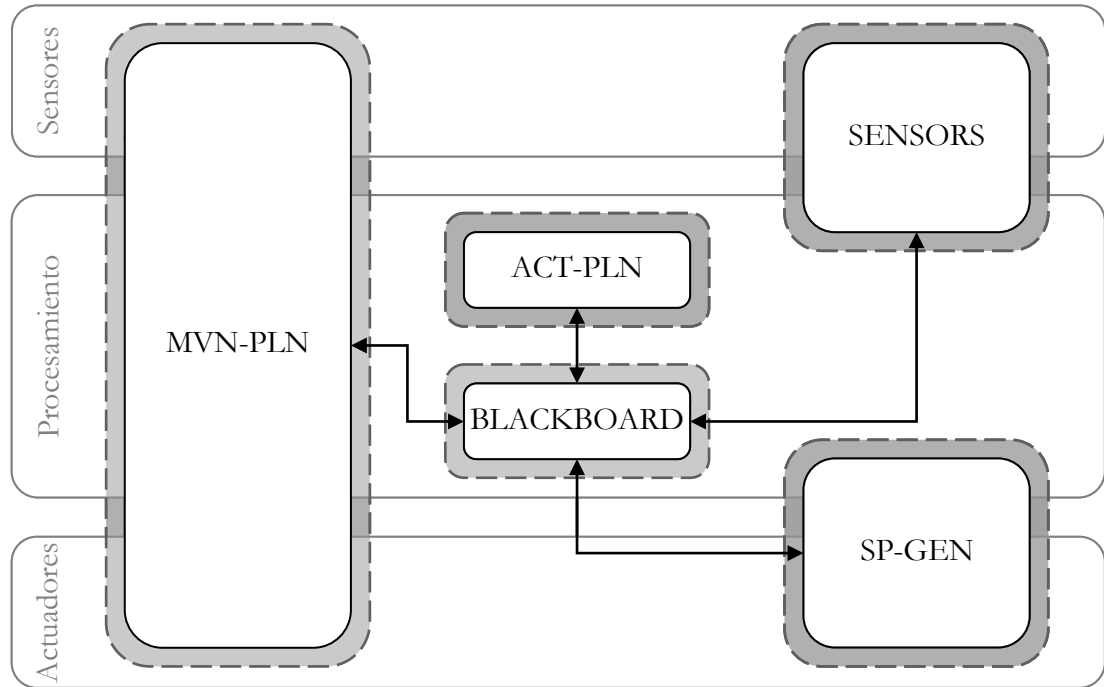 Sensores
SENSORS
Procesamiento
ACT-PLN
MVN-PLN
BLACKBOARD
Actuadores
SP-GEN